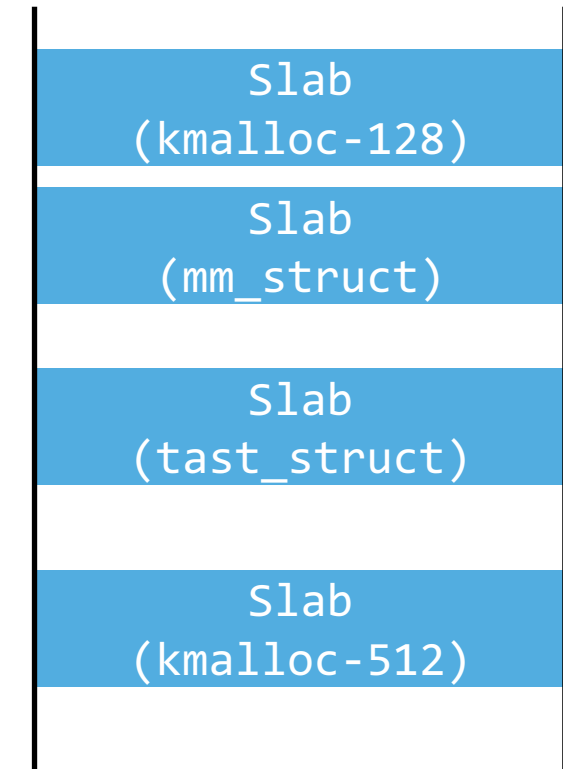 Slab
(kmalloc-128)
Slab
(mm_struct)
Slab
(tast_struct)
Slab
(kmalloc-512)